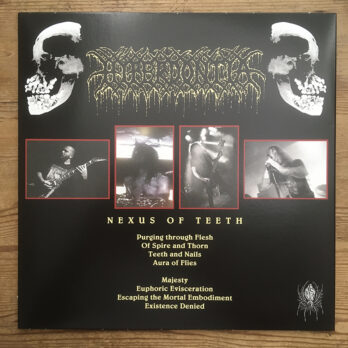 HYPERDONTIA
NEXUS OF TEETH
Purging through Flesh
Of Spire and Thorn
Teeth and Nails
Aura of Flies
Majesty
Euphoric Evisceration
Escaping the Mortal Embodiment
Existence Denied